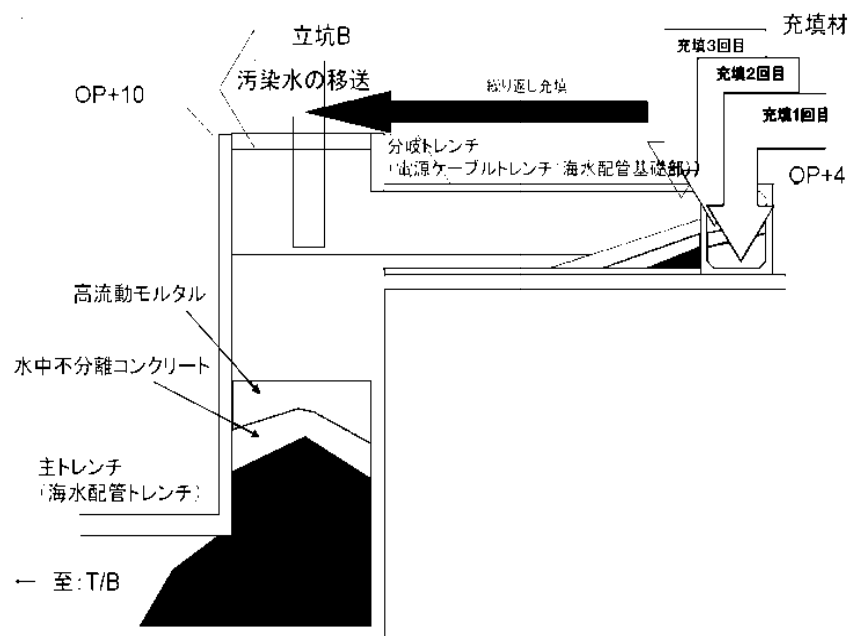 充填材
充填3回目
充填2回目
充填1回目
立坑B
汚染水の移送
繰り返し充填
OP+10
分岐トレンチ
(電源ケーブルトレンチ(海水配管基礎部))
OP+4
高流動モルタル
水中不分離コンクリート
主トレンチ
(海水配管トレンチ)
← 至:T/B